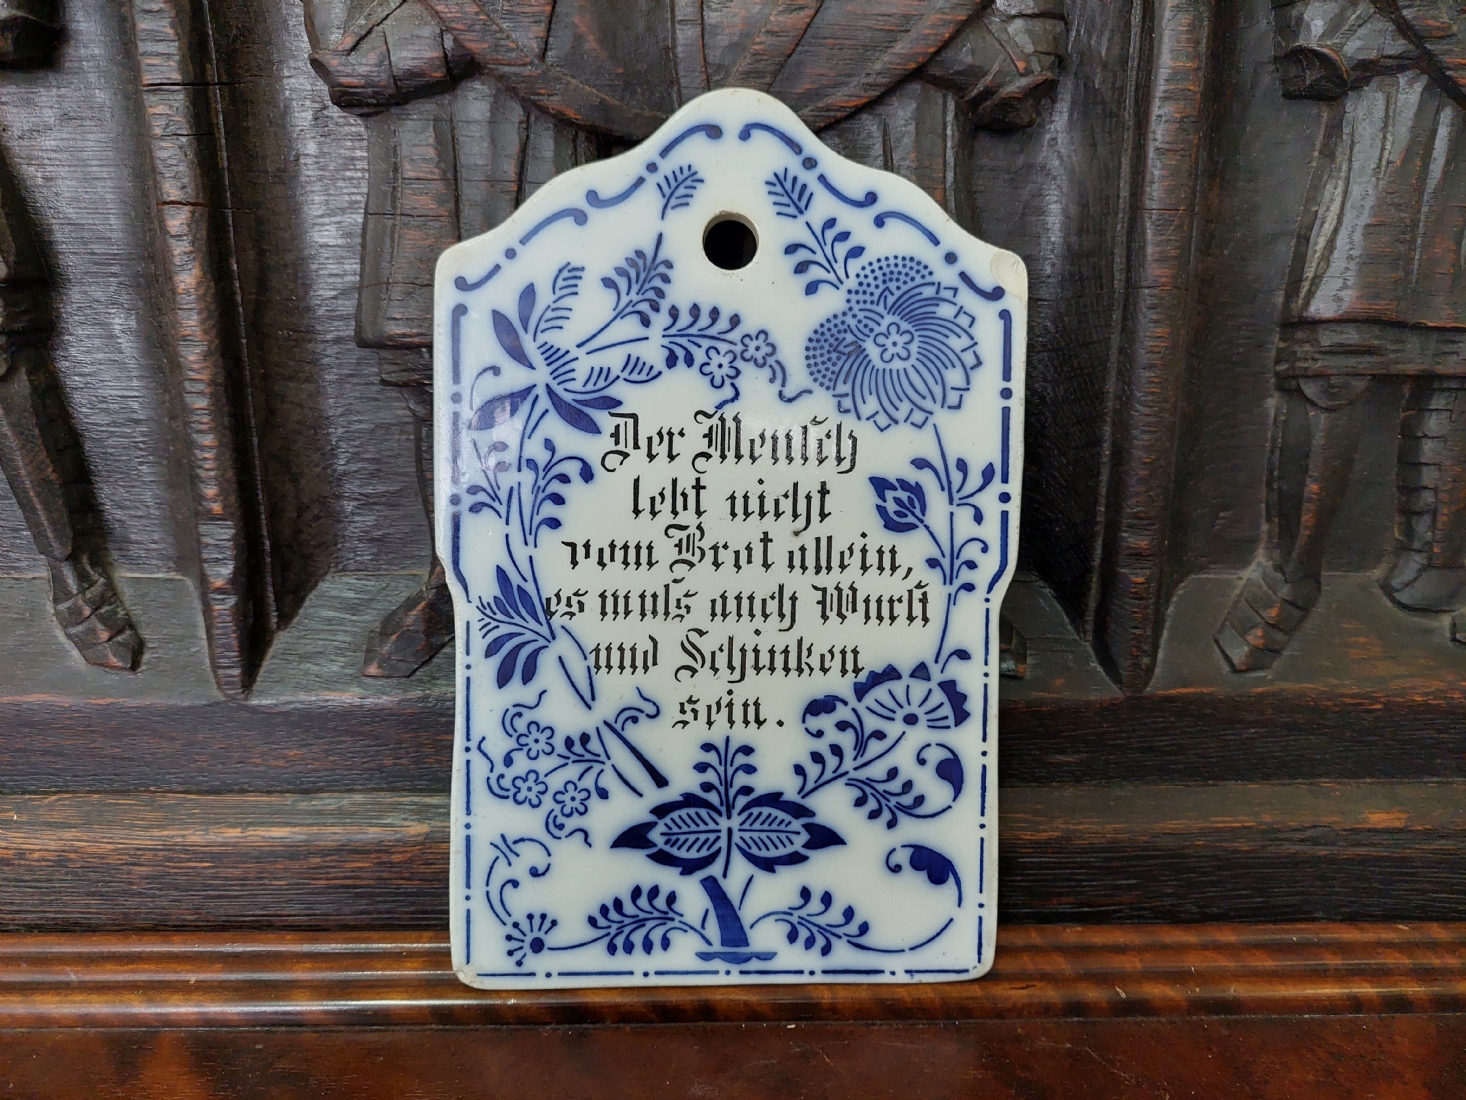 Der Mensch
lebt nicht
vom Brot allein,
es muss auch Wurst
und Schinken
sein.